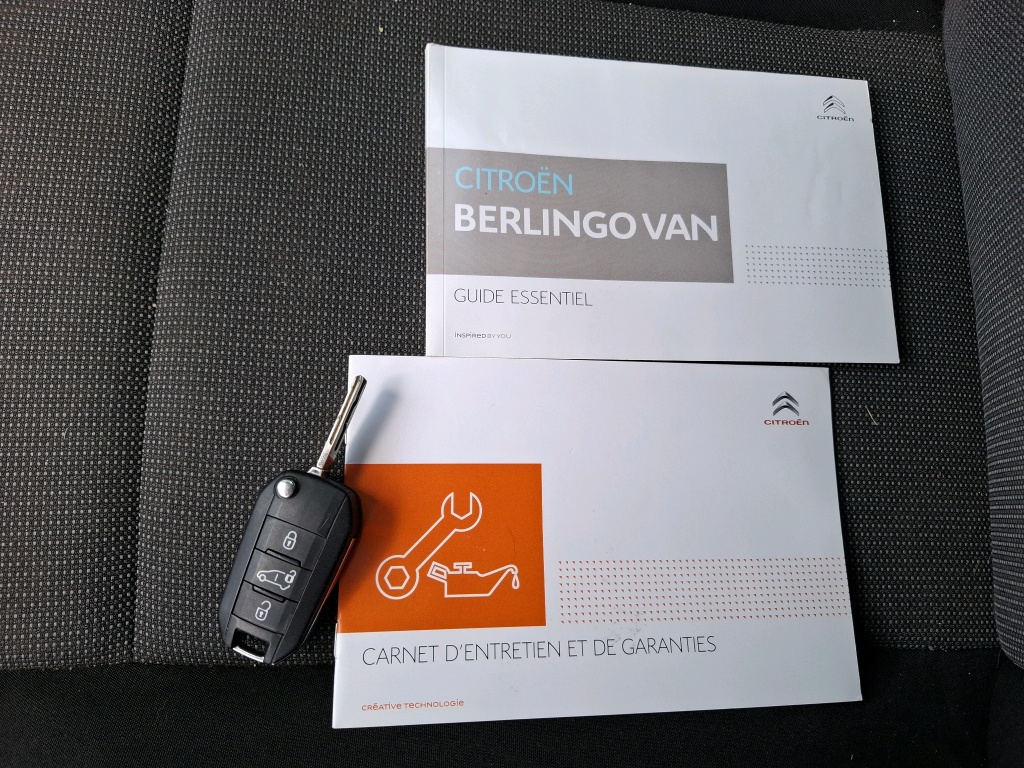 CITROËN
CITROËN
BERLINGO VAN
GUIDE ESSENTIEL
INSPIRED BY YOU
CITROËN
CARNET D'ENTRETIEN ET DE GARANTIES
CRÉATIVE TECHNOLOGIE